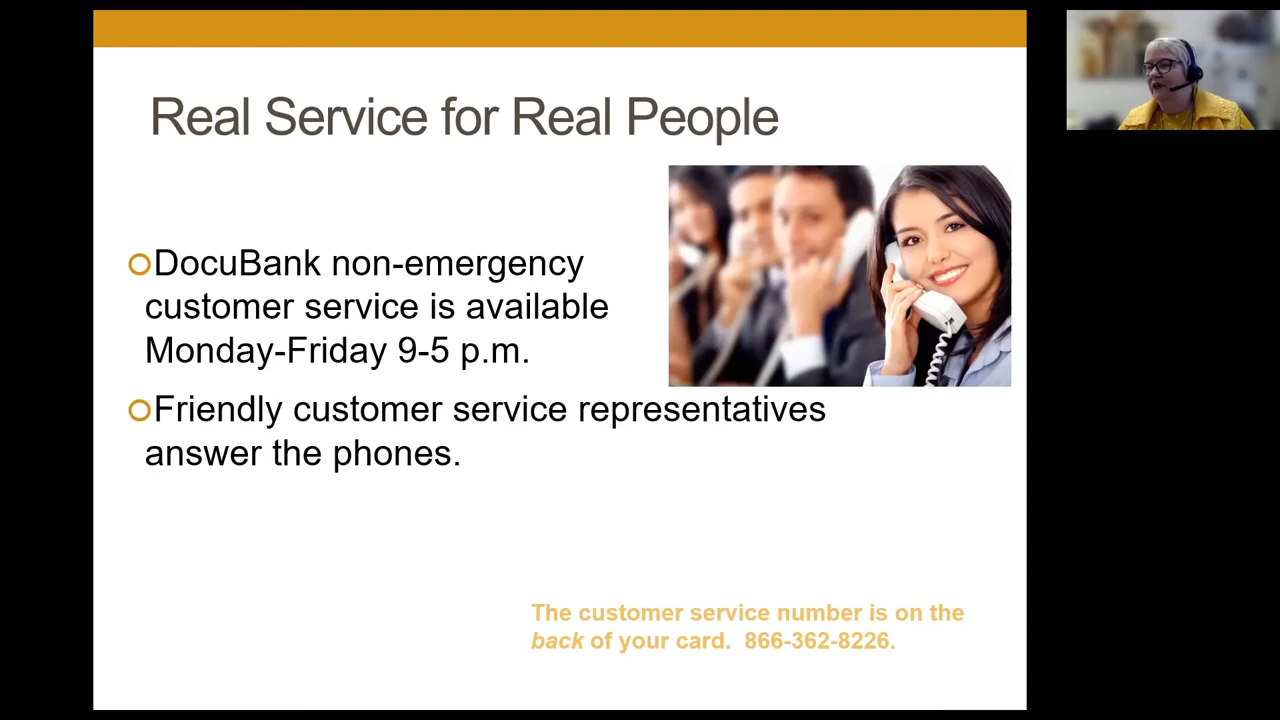 Real Service for Real People
DocuBank non-emergency
customer service is available
Monday-Friday 9-5 p.m.
Friendly customer service representatives
answer the phones.
The customer service number is on the
back of your card.  866-362-8226.